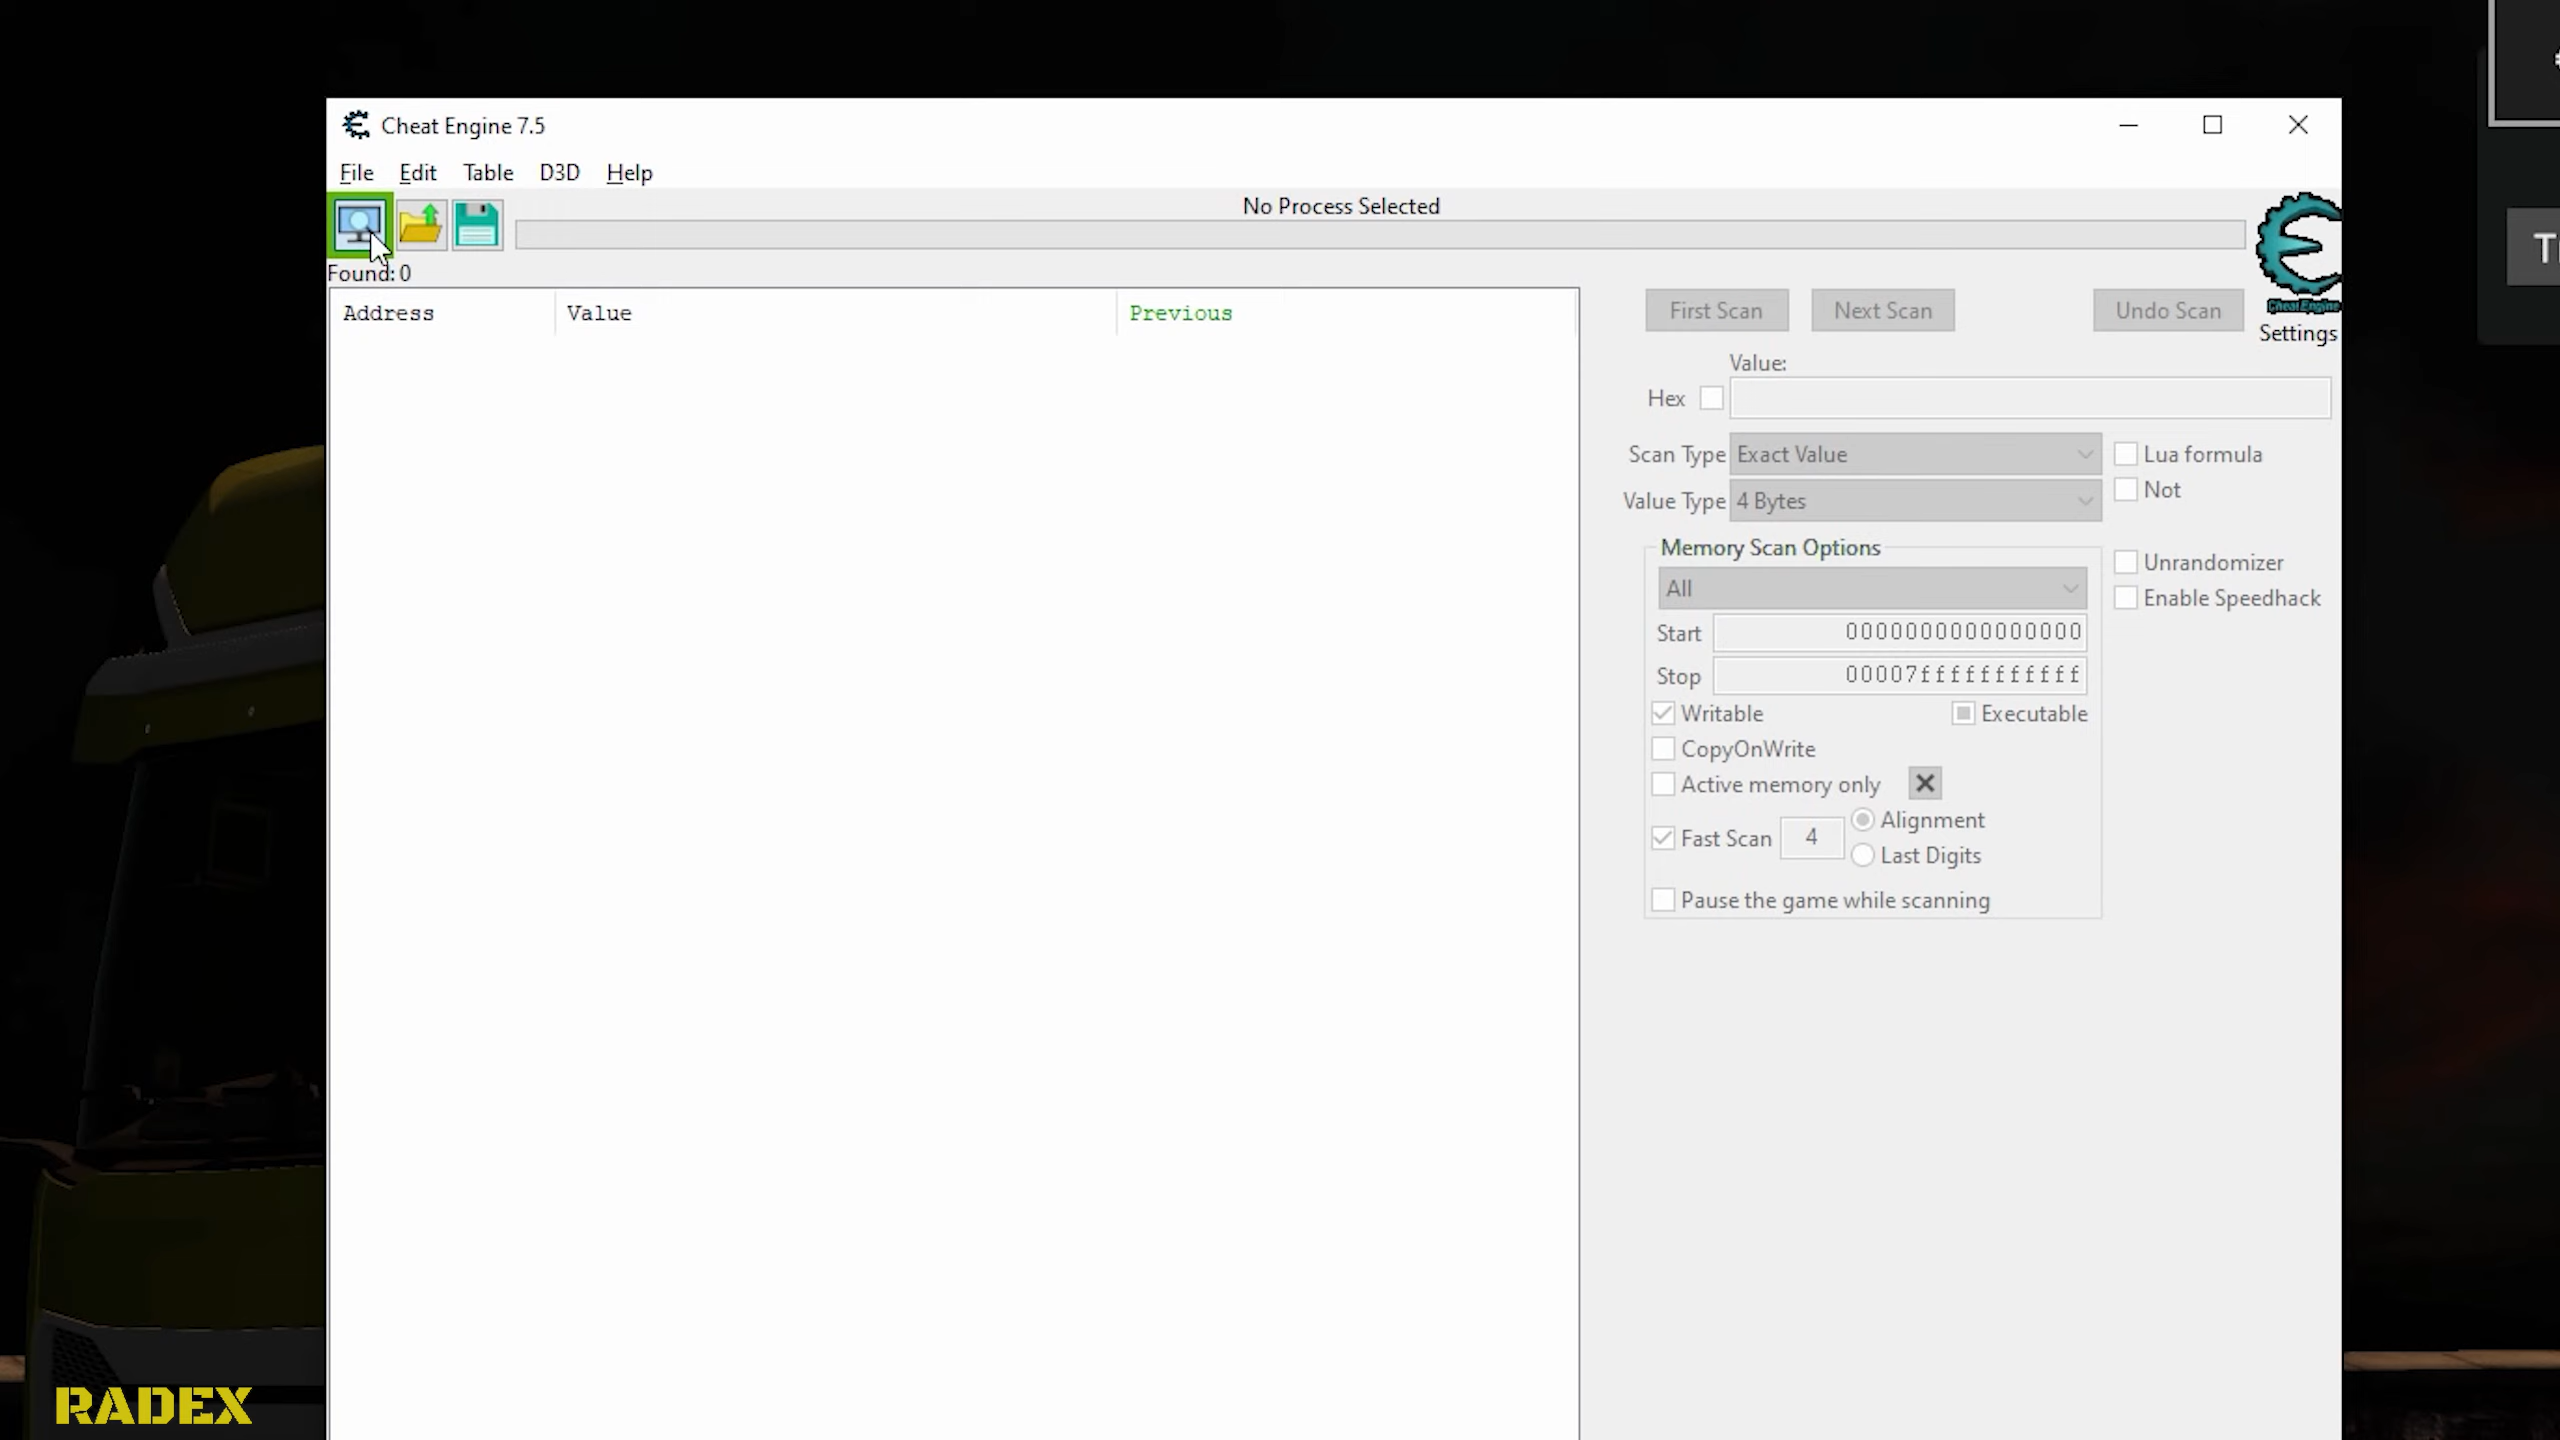 Cheat Engine 7.5
File Edit Table D3D Help
No Process Selected
Found: 0
Address Value Previous
First Scan Next Scan Undo Scan
Cheat Engine
Settings
Value:
Hex
Scan Type Exact Value Lua formula
Value Type 4 Bytes Not
Memory Scan Options
All
Unrandomizer
Enable Speedhack
Start 0000000000000000
Stop 00007fffffffffff
Writable Executable
CopyOnWrite
Active memory only
Fast Scan 4 Alignment
Last Digits
Pause the game while scanning
RADEX